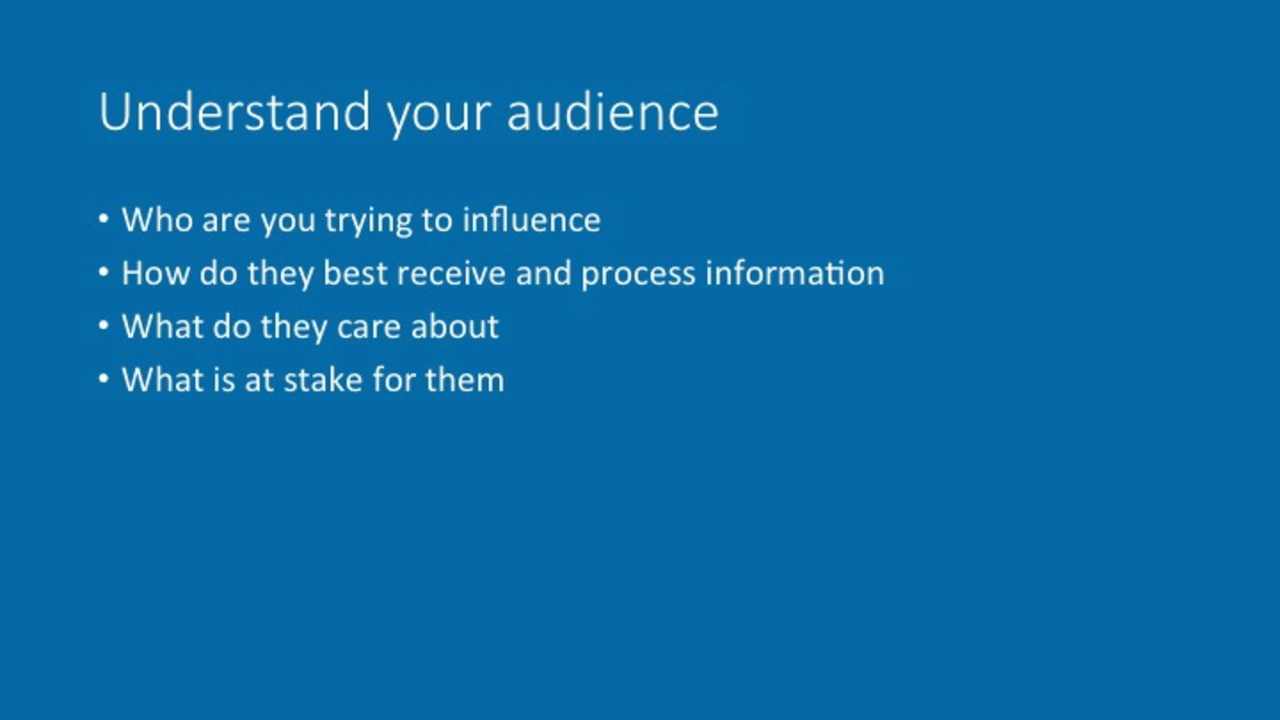 Understand your audience
• Who are you trying to influence
• How do they best receive and process information
• What do they care about
• What is at stake for them